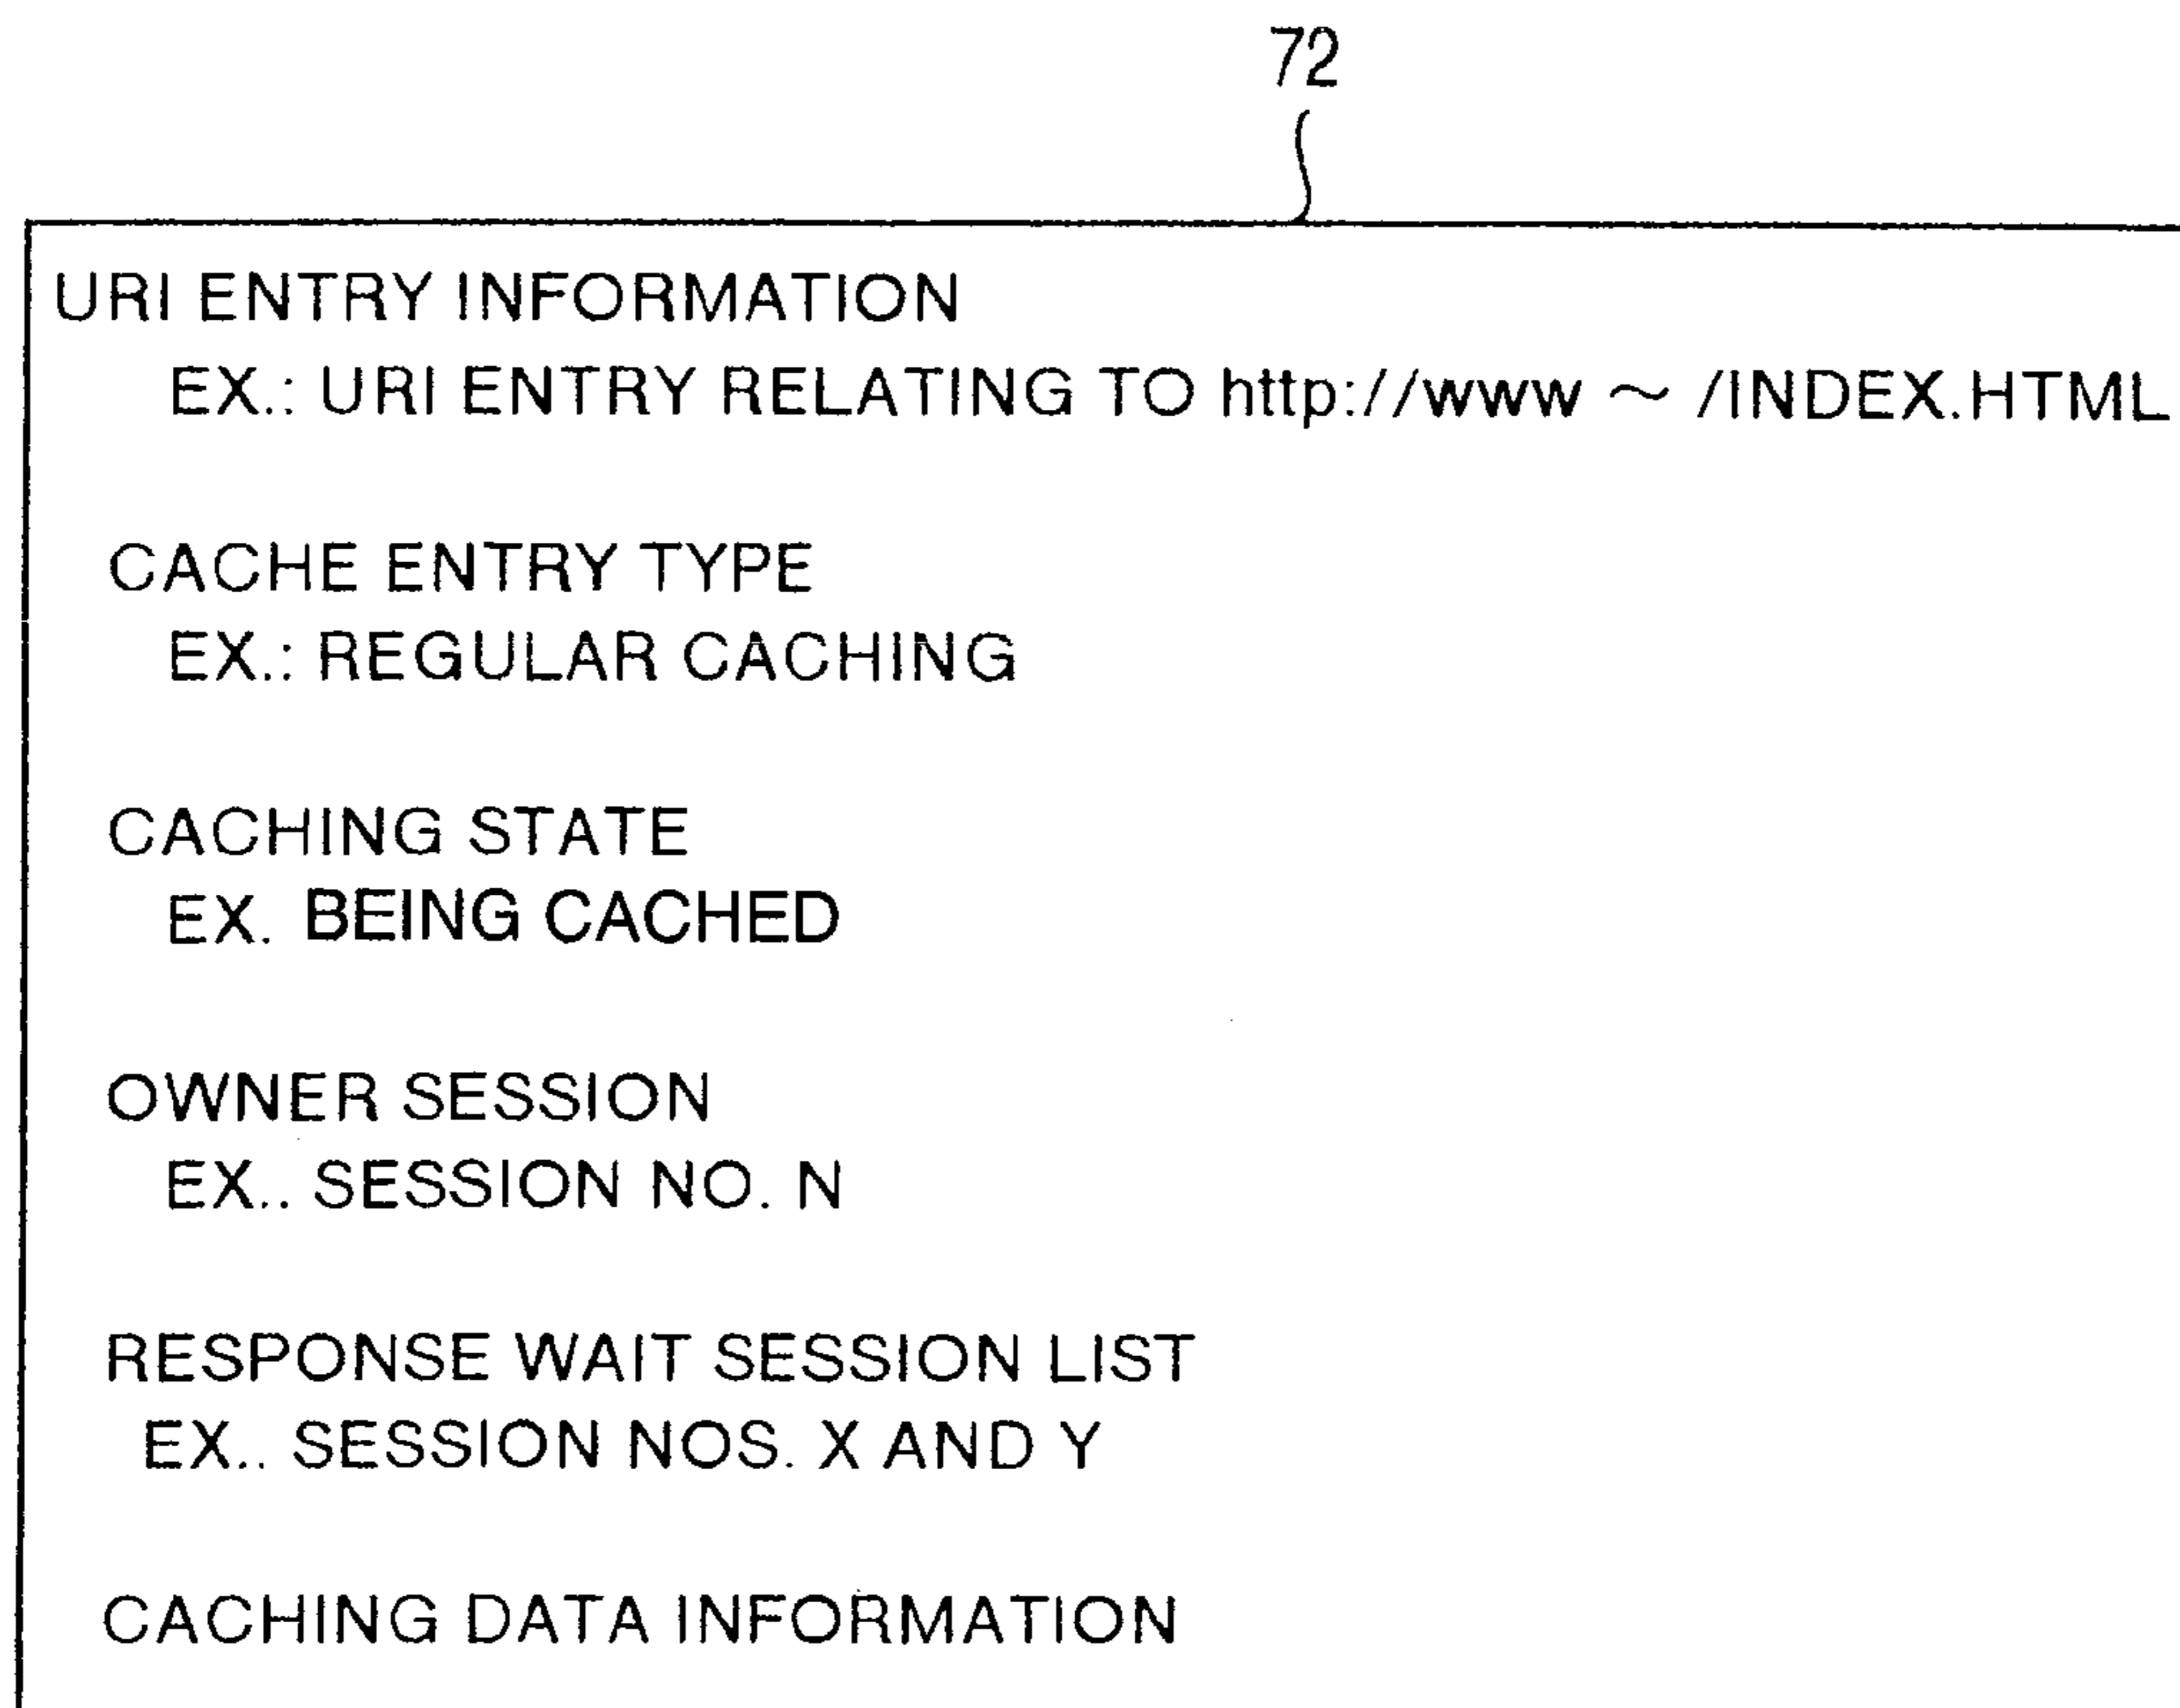 72
URI ENTRY INFORMATION
EX.: URI ENTRY RELATING TO http://www ~ /INDEX.HTML
CACHE ENTRY TYPE
EX.: REGULAR CACHING
CACHING STATE
EX. BEING CACHED
OWNER SESSION
EX.. SESSION NO. N
RESPONSE WAIT SESSION LIST
EX.. SESSION NOS. X AND Y
CACHING DATA INFORMATION